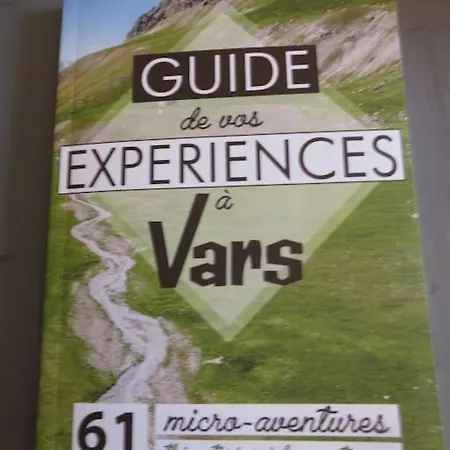 GUIDE
de vos
EXPERIENCES
à
Vars
61
micro-aventures